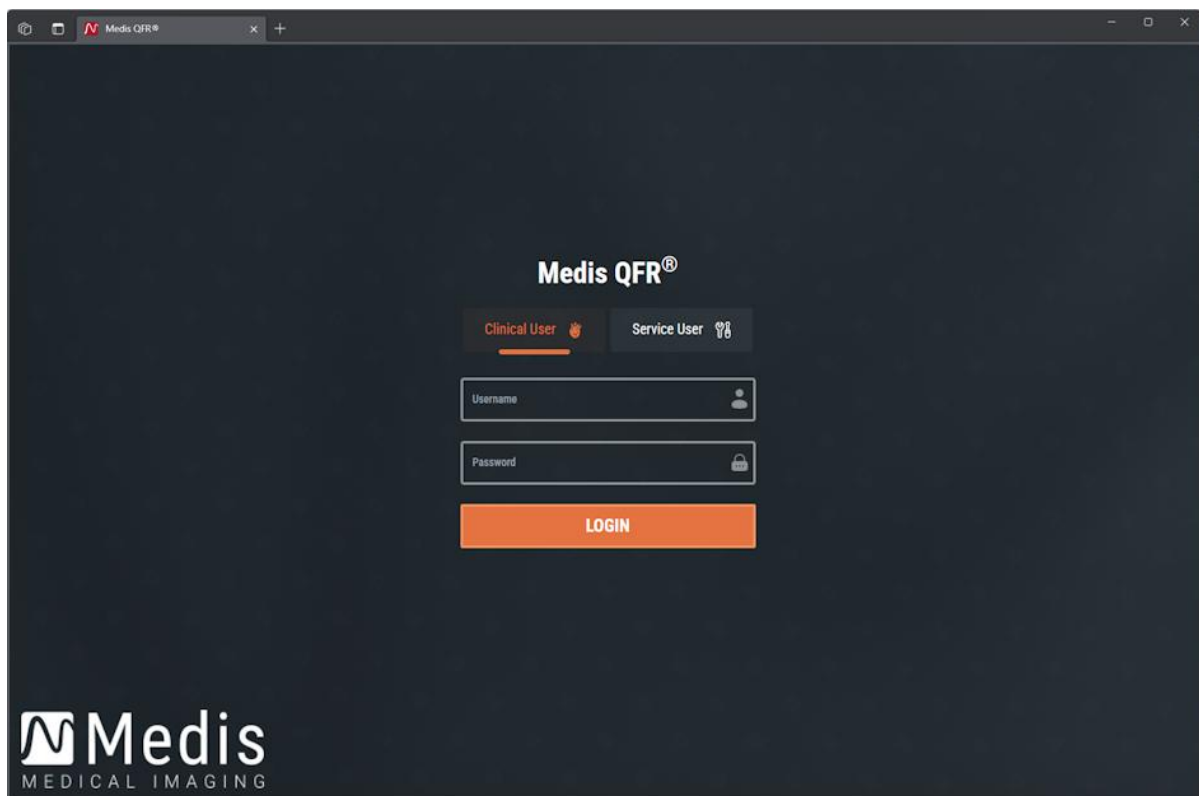 Medis QFR®
Medis QFR®
Clinical User
Service User
Username
Password
LOGIN
Medis
MEDICAL IMAGING